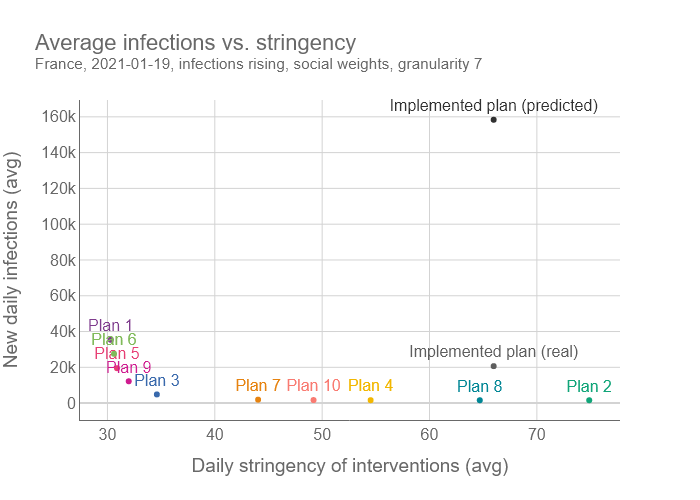 Average infections vs. stringency
France, 2021-01-19, infections rising, social weights, granularity 7
Implemented plan (predicted)
160k
140k
120k
100k
80k
60k
40k
20k
0
New daily infections (avg)
Plan 1
Plan 6
Plan 5
Plan 9
Plan 3
Implemented plan (real)
Plan 7
Plan 10
Plan 4
Plan 8
Plan 2
30
40
50
60
70
Daily stringency of interventions (avg)